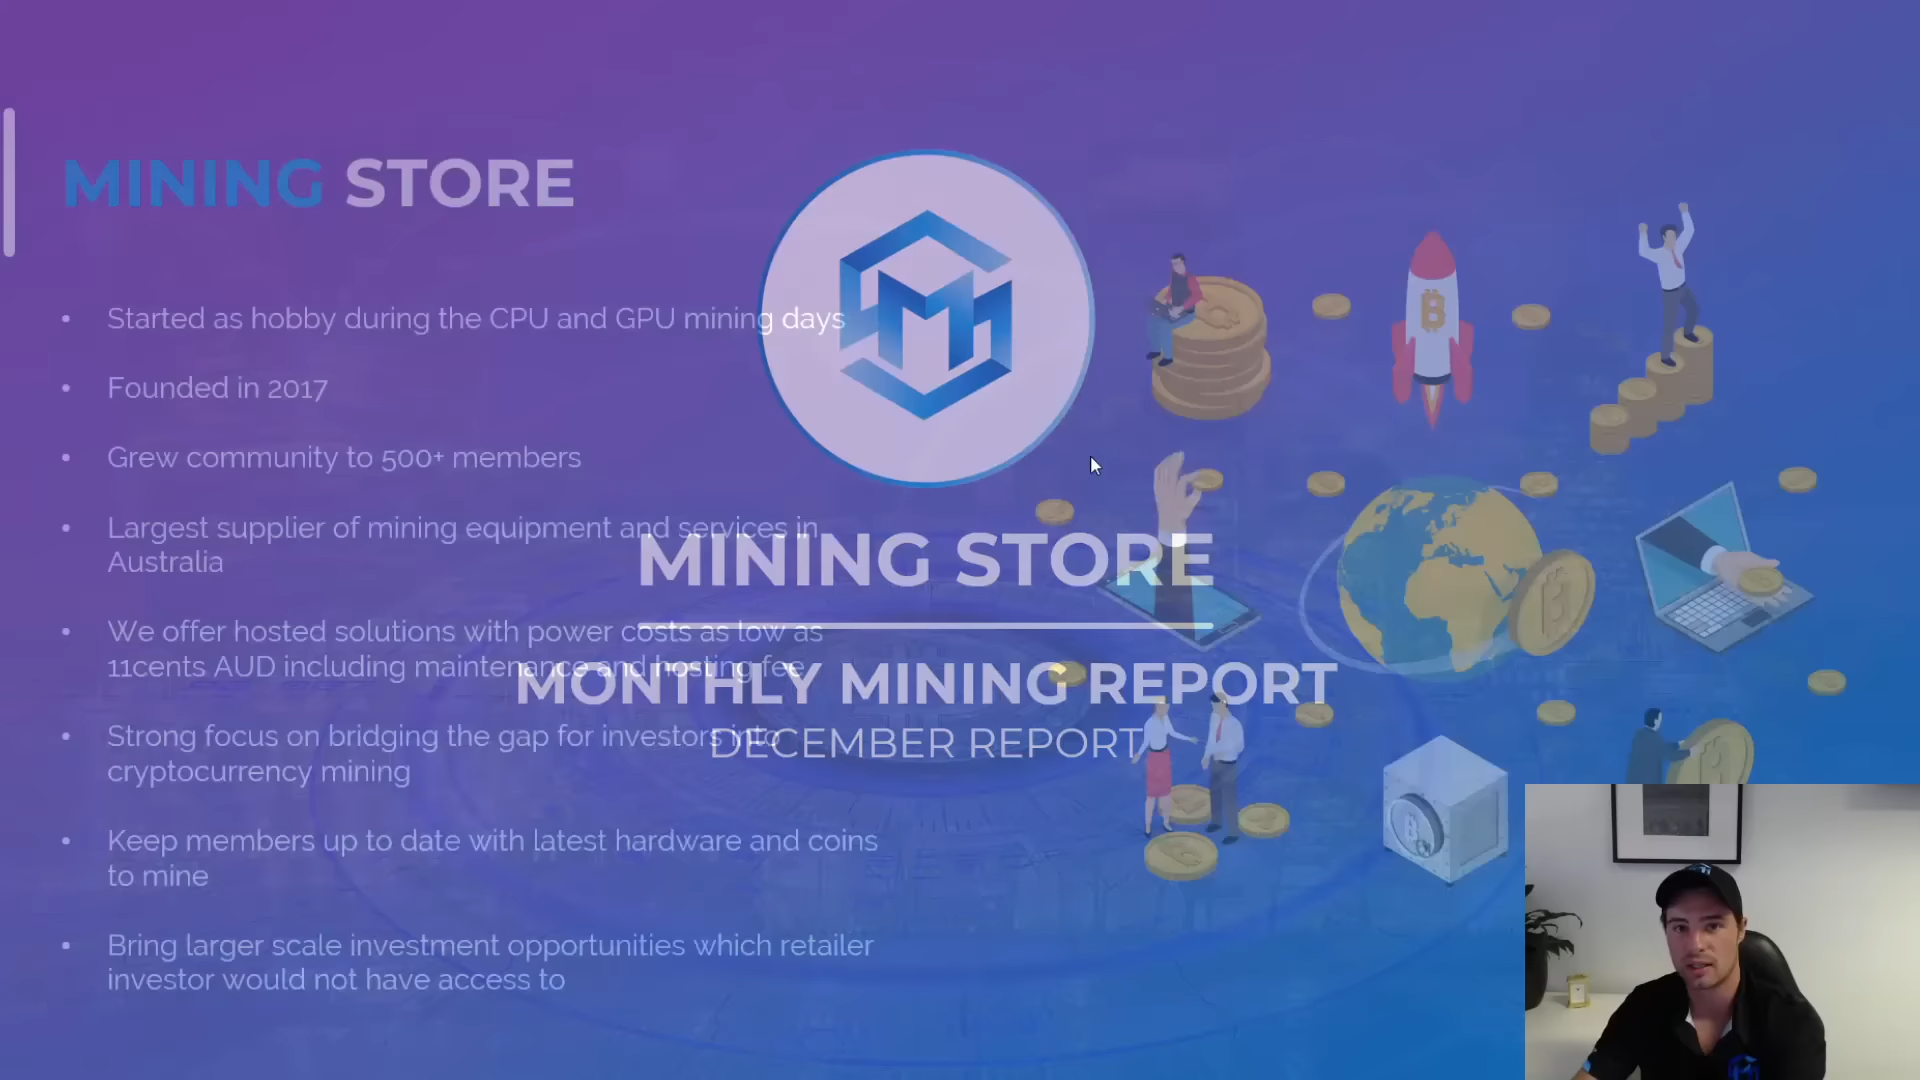 MINING STORE
• Started as hobby during the CPU and GPU mining days
• Founded in 2017
• Grew community to 500+ members
• Largest supplier of mining equipment and services in
Australia
• We offer hosted solutions with power costs as low as
11cents AUD including maintenance and hosting fee
• Strong focus on bridging the gap for investors into
cryptocurrency mining
• Keep members up to date with latest hardware and coins
to mine
• Bring larger scale investment opportunities which retailer
investor would not have access to
MINING STORE
MONTHLY MINING REPORT
DECEMBER REPORT